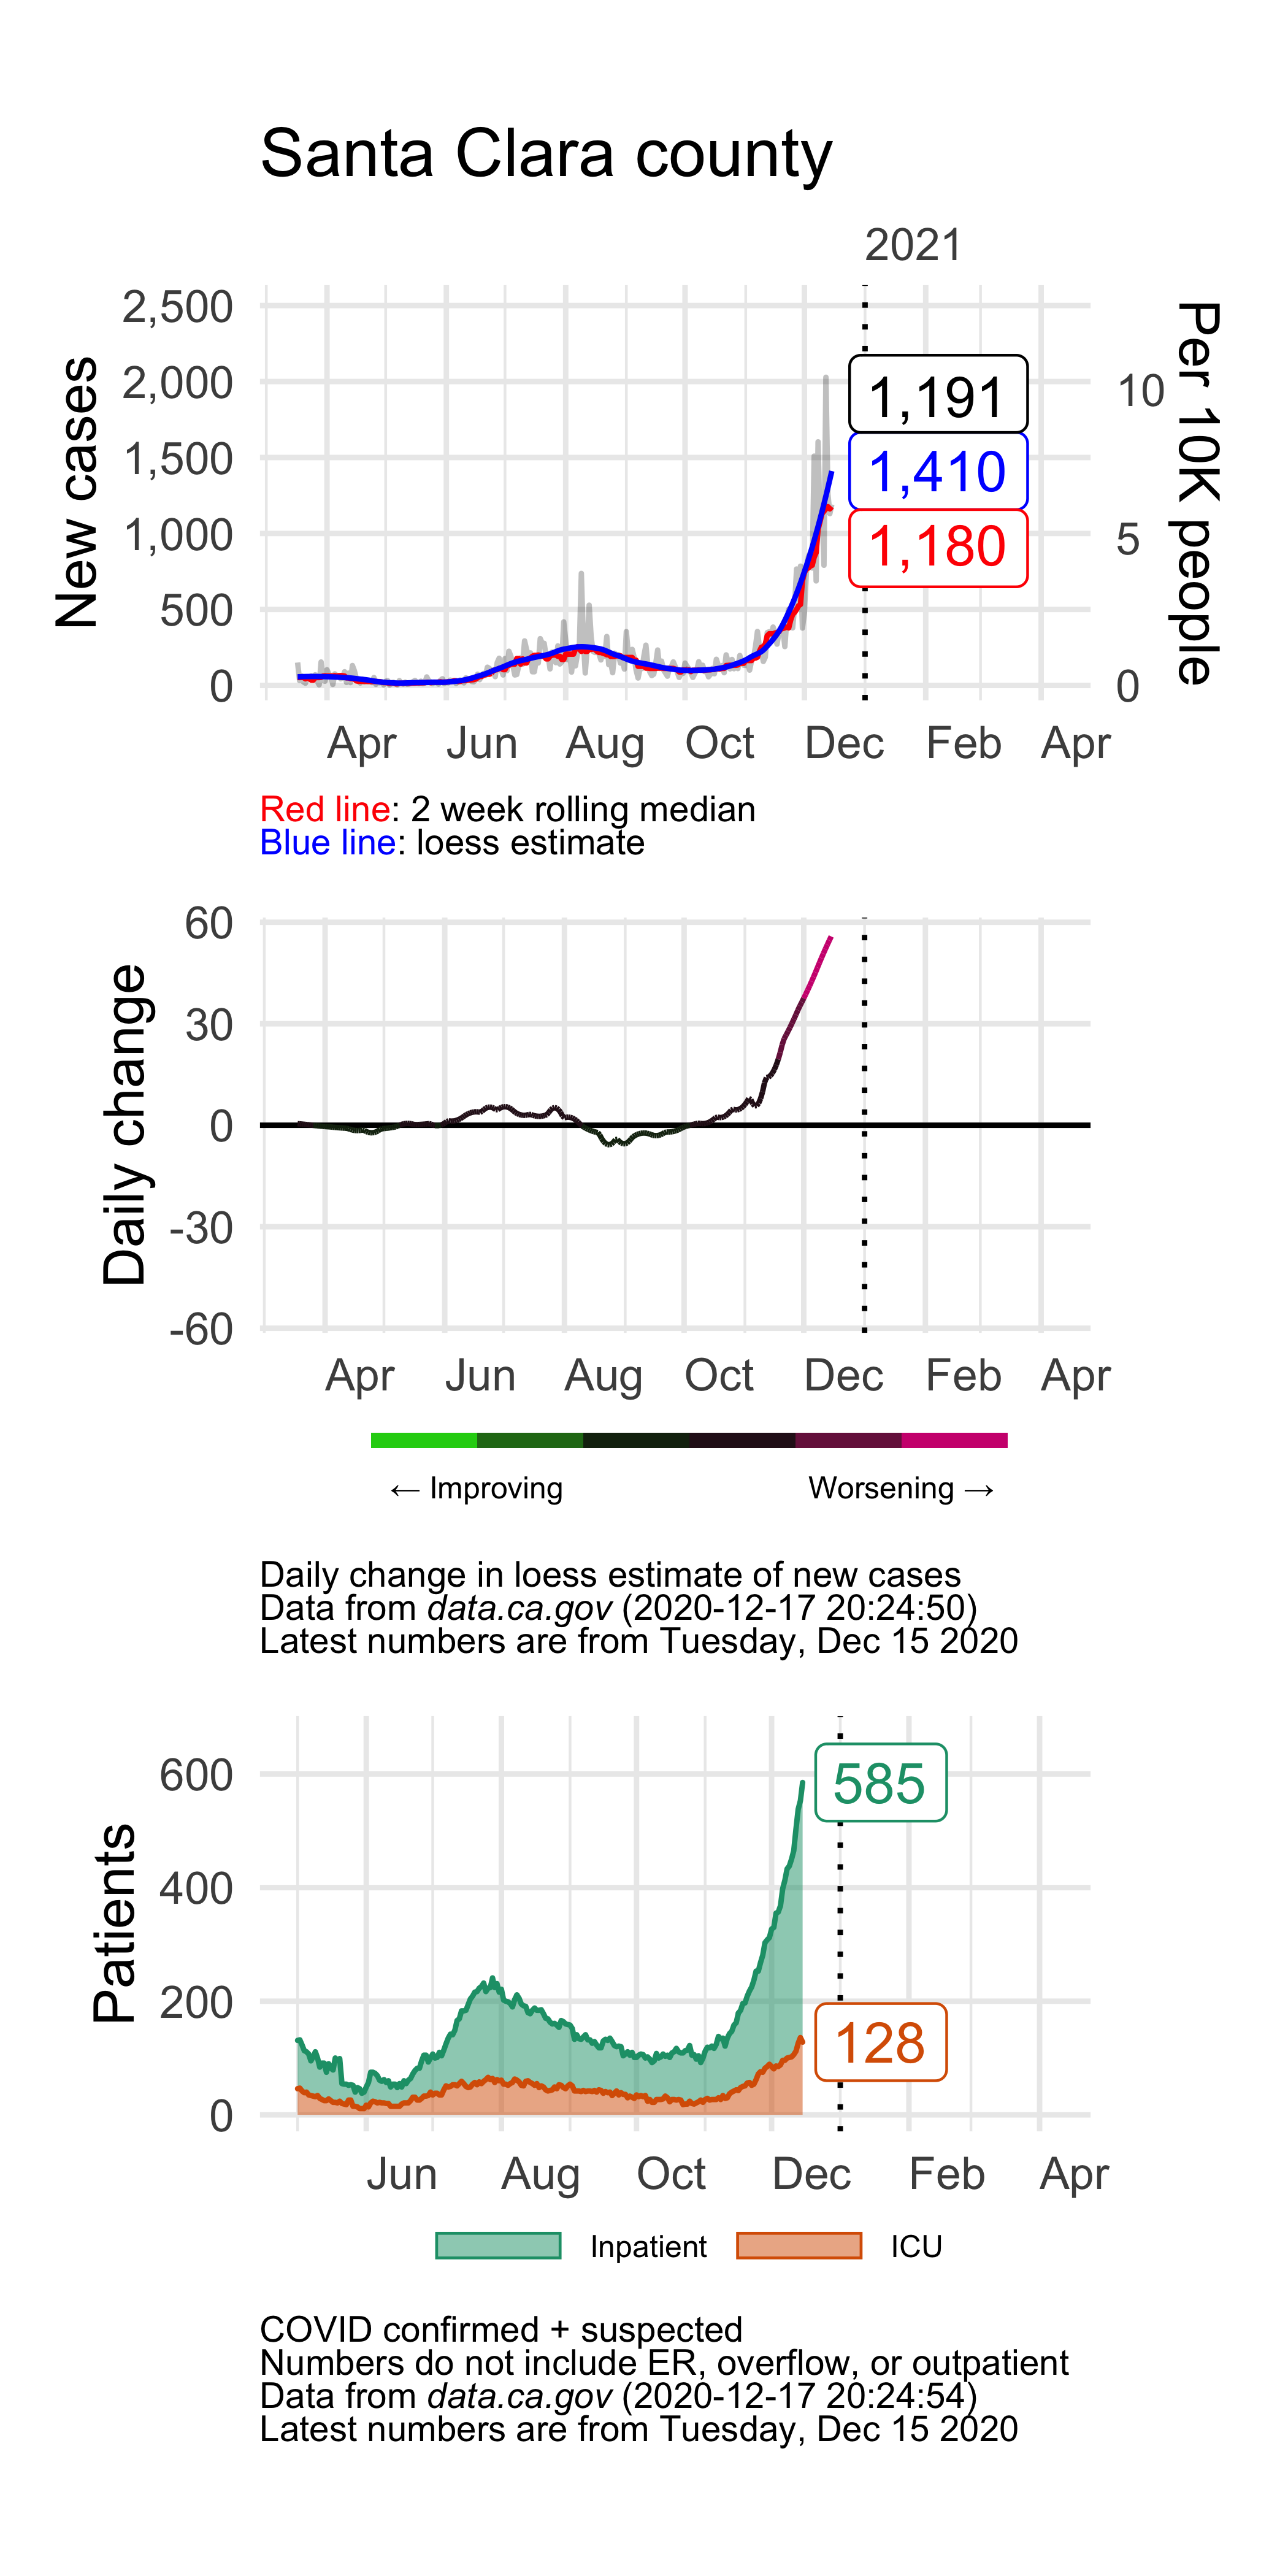 Santa Clara county
2021
New cases
2,500
2,000
1,500
1,000
500
0
1,191
1,410
1,180
10
5
0
Per 10K people
Apr Jun Aug Oct Dec Feb Apr
Red line: 2 week rolling median
Blue line: loess estimate
Daily change
60
30
0
-30
-60
Apr Jun Aug Oct Dec Feb Apr
← Improving Worsening →
Daily change in loess estimate of new cases
Data from data.ca.gov (2020-12-17 20:24:50)
Latest numbers are from Tuesday, Dec 15 2020
Patients
600
400
200
0
585
128
Jun Aug Oct Dec Feb Apr
Inpatient ICU
COVID confirmed + suspected
Numbers do not include ER, overflow, or outpatient
Data from data.ca.gov (2020-12-17 20:24:54)
Latest numbers are from Tuesday, Dec 15 2020